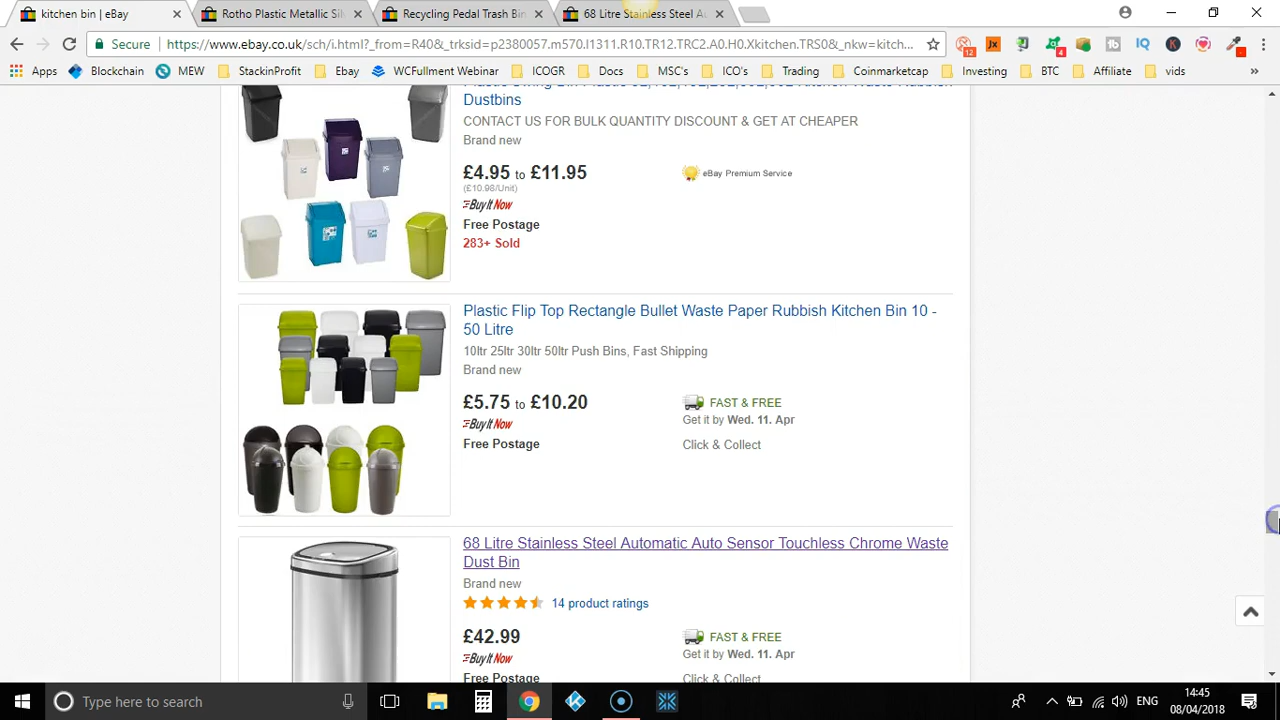 kitchen bin | eBay
Rotho Plastic Metallic Sil
Recycling Pedal Trash Bin
68 Litre Stainless Steel Au
Secure
https://www.ebay.co.uk/sch/i.html?_from=R40&_trksid=p2380057.m570.l1311.R10.TR12.TRC2.A0.H0.Xkitchen.TRS0&_nkw=kitch...
Apps
Blockchain
MEW
StackinProfit
Ebay
WCFullment Webinar
ICOGR
Docs
MSC's
ICO's
Trading
Coinmarketcap
Investing
BTC
Affiliate
vids
»
Dustbins
CONTACT US FOR BULK QUANTITY DISCOUNT & GET AT CHEAPER
Brand new
£4.95 to £11.95
eBay Premium Service
(£10.98/Unit)
Buy It Now
Free Postage
283+ Sold
Plastic Flip Top Rectangle Bullet Waste Paper Rubbish Kitchen Bin 10 -
50 Litre
10ltr 25ltr 30ltr 50ltr Push Bins, Fast Shipping
Brand new
£5.75 to £10.20
FAST & FREE
Get it by Wed. 11. Apr
Buy It Now
Free Postage
Click & Collect
68 Litre Stainless Steel Automatic Auto Sensor Touchless Chrome Waste
Dust Bin
Brand new
14 product ratings
£42.99
FAST & FREE
Get it by Wed. 11. Apr
Buy It Now
Free Postage
Click & Collect
Type here to search
ENG
14:45
08/04/2018